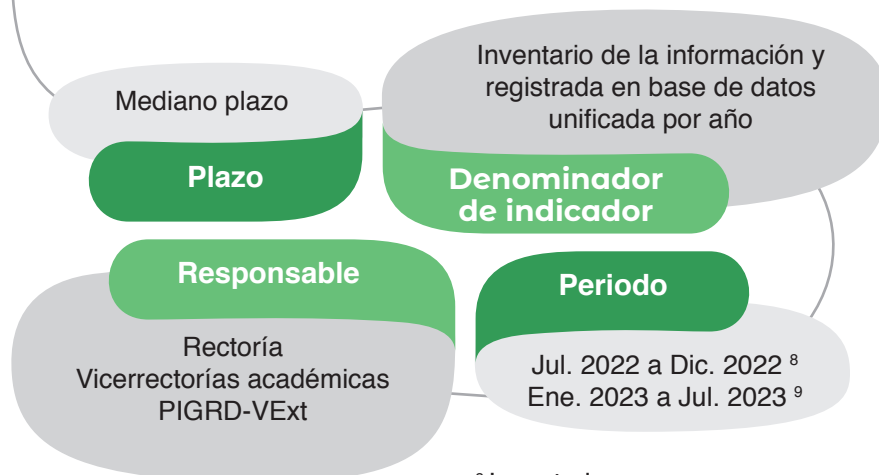 Mediano plazo
Plazo
Inventario de la información y
registrada en base de datos
unificada por año
Denominador
de indicador
Responsable
Rectoría
Vicerrectorías académicas
PIGRD-VExt
Periodo
Jul. 2022 a Dic. 2022 ⁸
Ene. 2023 a Jul. 2023 ⁹